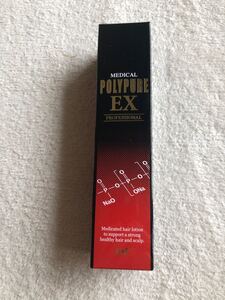 MEDICAL
POLYPURE
EX
PROFESSIONAL
O O O
P O P O P
NaO ONa
Medicated hair lotion
to support a strong
healthy hair and scalp.